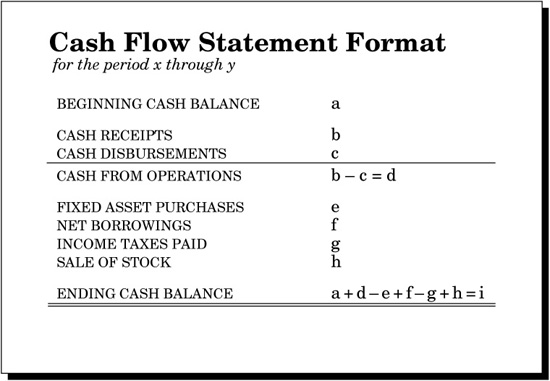 Cash Flow Statement Format
for the period x through y
BEGINNING CASH BALANCE a
CASH RECEIPTS b
CASH DISBURSEMENTS c
CASH FROM OPERATIONS b – c = d
FIXED ASSET PURCHASES e
NET BORROWINGS f
INCOME TAXES PAID g
SALE OF STOCK h
ENDING CASH BALANCE a + d – e + f – g + h = i